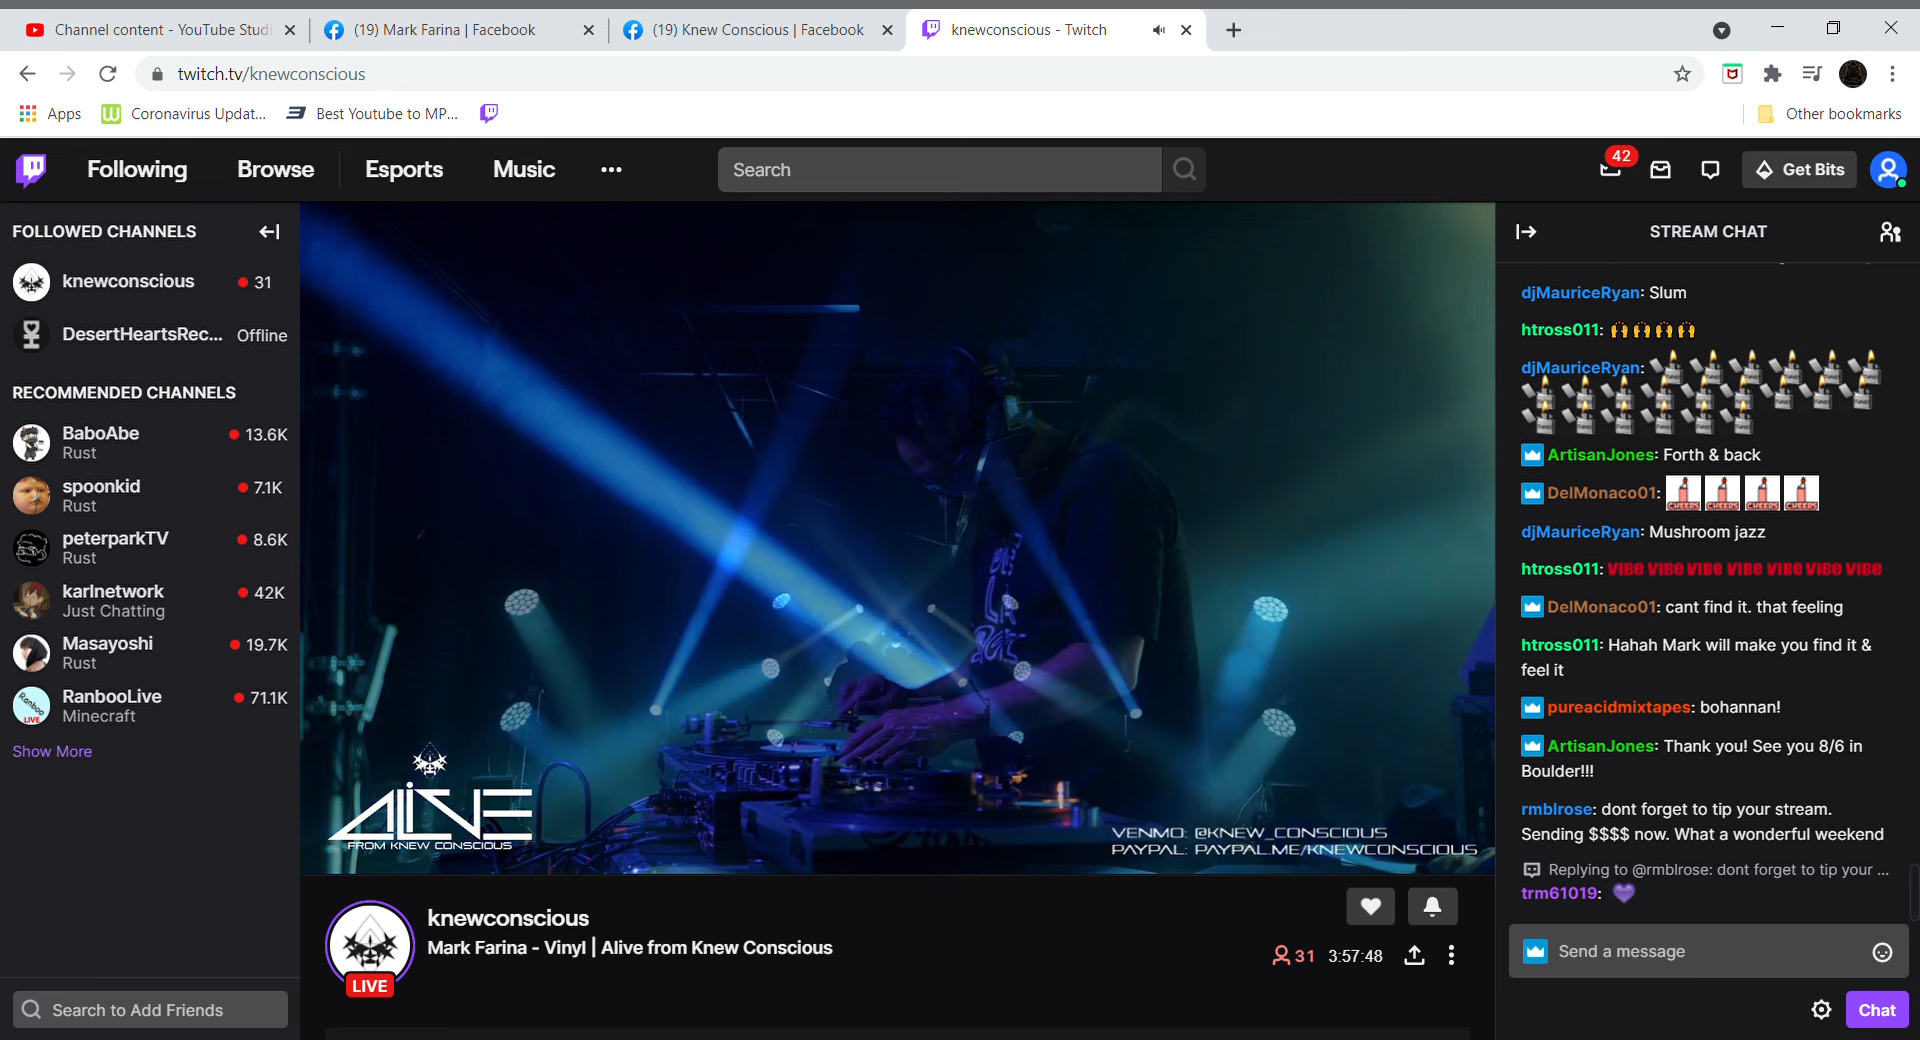 Channel content - YouTube Studi
(19) Mark Farina | Facebook
(19) Knew Conscious | Facebook
knewconscious - Twitch
twitch.tv/knewconscious
Apps
Coronavirus Updat...
Best Youtube to MP...
Other bookmarks
Following
Browse
Esports
Music
Search
42
Get Bits
FOLLOWED CHANNELS
knewconscious
31
DesertHeartsRec...
Offline
RECOMMENDED CHANNELS
BaboAbe
13.6K
Rust
spoonkid
7.1K
Rust
peterparkTV
8.6K
Rust
karlnetwork
42K
Just Chatting
Masayoshi
19.7K
Rust
RanbooLive
71.1K
Minecraft
Ranboo
LIVE
Show More
Search to Add Friends
ALIVE
FROM KNEW CONSCIOUS
VENMO: @KNEW_CONSCIOUS
PAYPAL: PAYPAL.ME/KNEWCONSCIOUS
knewconscious
Mark Farina - Vinyl | Alive from Knew Conscious
LIVE
31
3:57:48
STREAM CHAT
djMauriceRyan: Slum
htross011: 🙌🙌🙌🙌
djMauriceRyan:
ArtisanJones: Forth & back
DelMonaco01: CHEERS CHEERS CHEERS CHEERS
djMauriceRyan: Mushroom jazz
htross011: VIBE VIBE VIBE VIBE VIBE VIBE VIBE
DelMonaco01: cant find it. that feeling
htross011: Hahah Mark will make you find it &
feel it
pureacidmixtapes: bohannan!
ArtisanJones: Thank you! See you 8/6 in
Boulder!!!
rmblrose: dont forget to tip your stream.
Sending $$$$ now. What a wonderful weekend
Replying to @rmblrose: dont forget to tip your ...
trm61019: 💜
Send a message
Chat